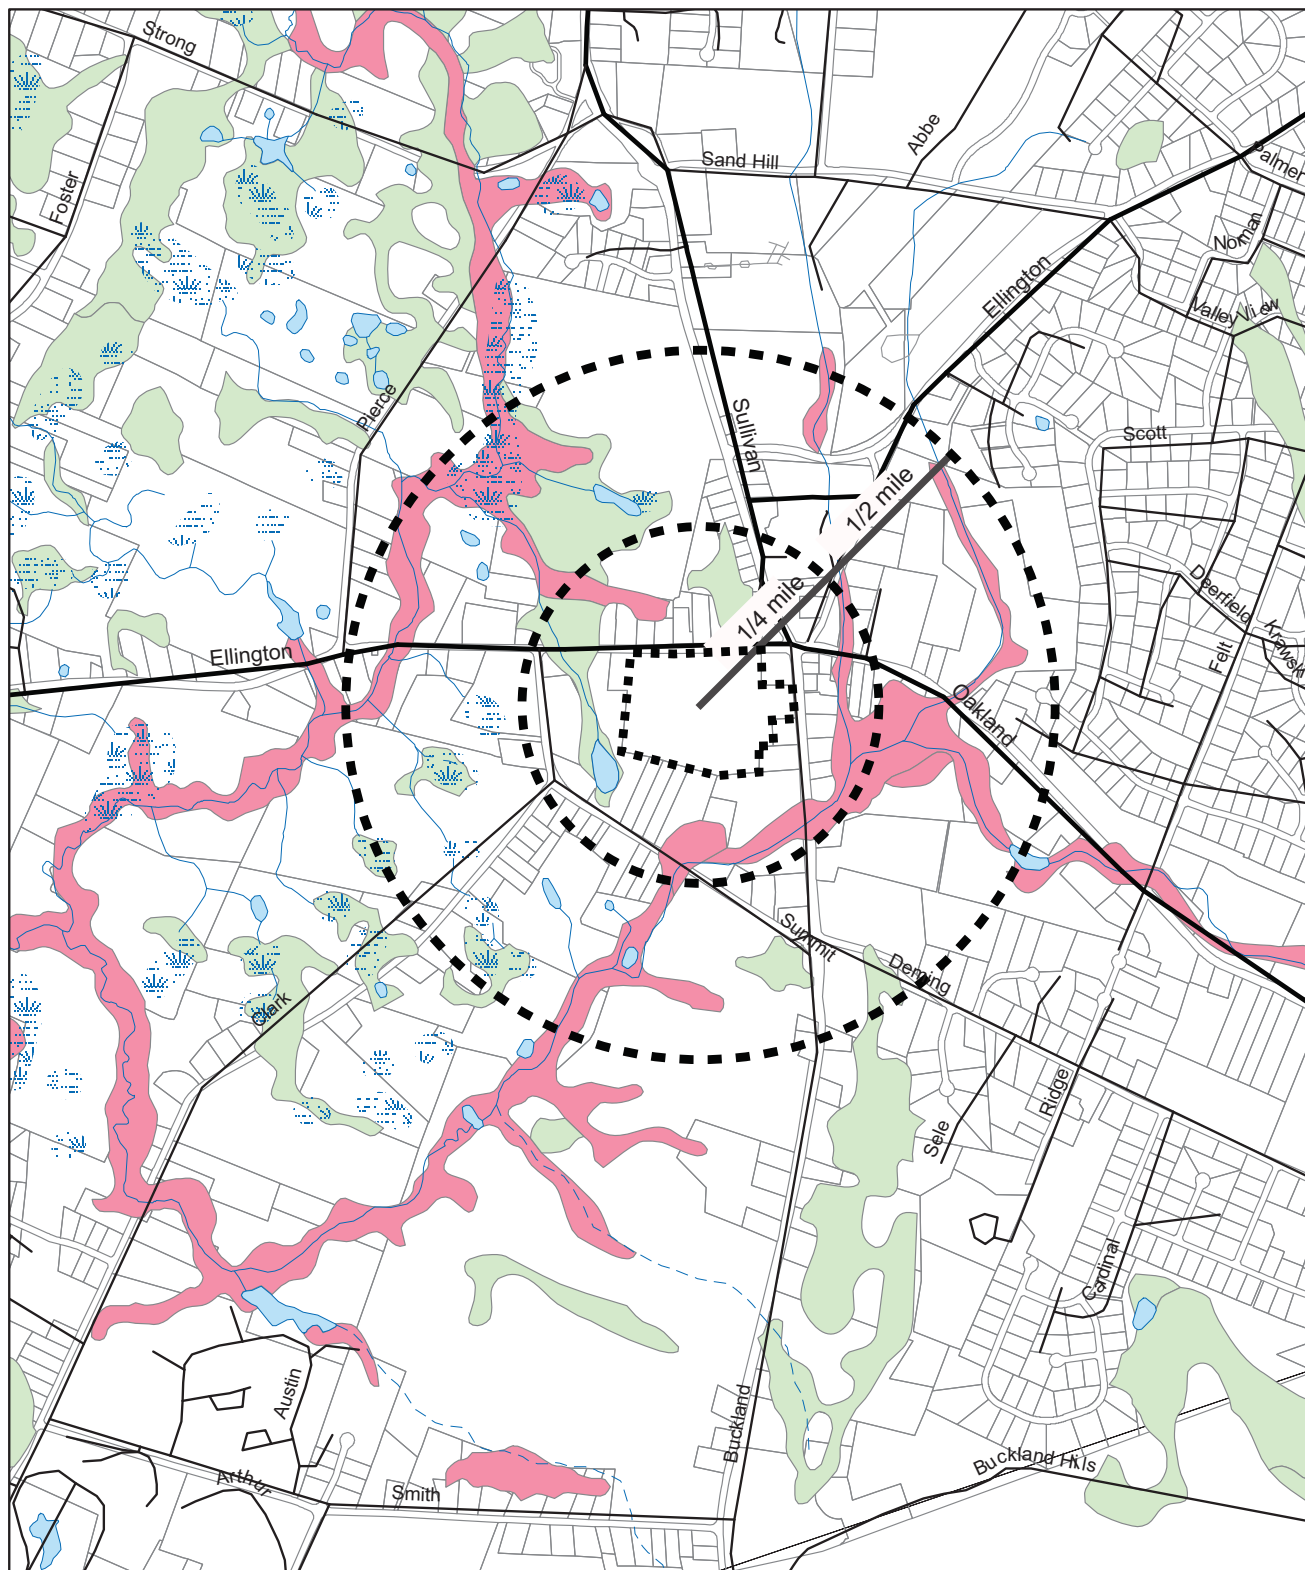 Strong
Foster
Sand Hill
Abbe
Palmer
Norman
Ellington
Valley View
Pierce
Sullivan
Scott
1/2 mile
1/4 mile
Deerfield
Krawski
Felt
Ellington
Oakland
Summit
Deming
Clark
Ridge
Sele
Cardinal
Austin
Buckland
Buckland Hills
Arthur
Smith